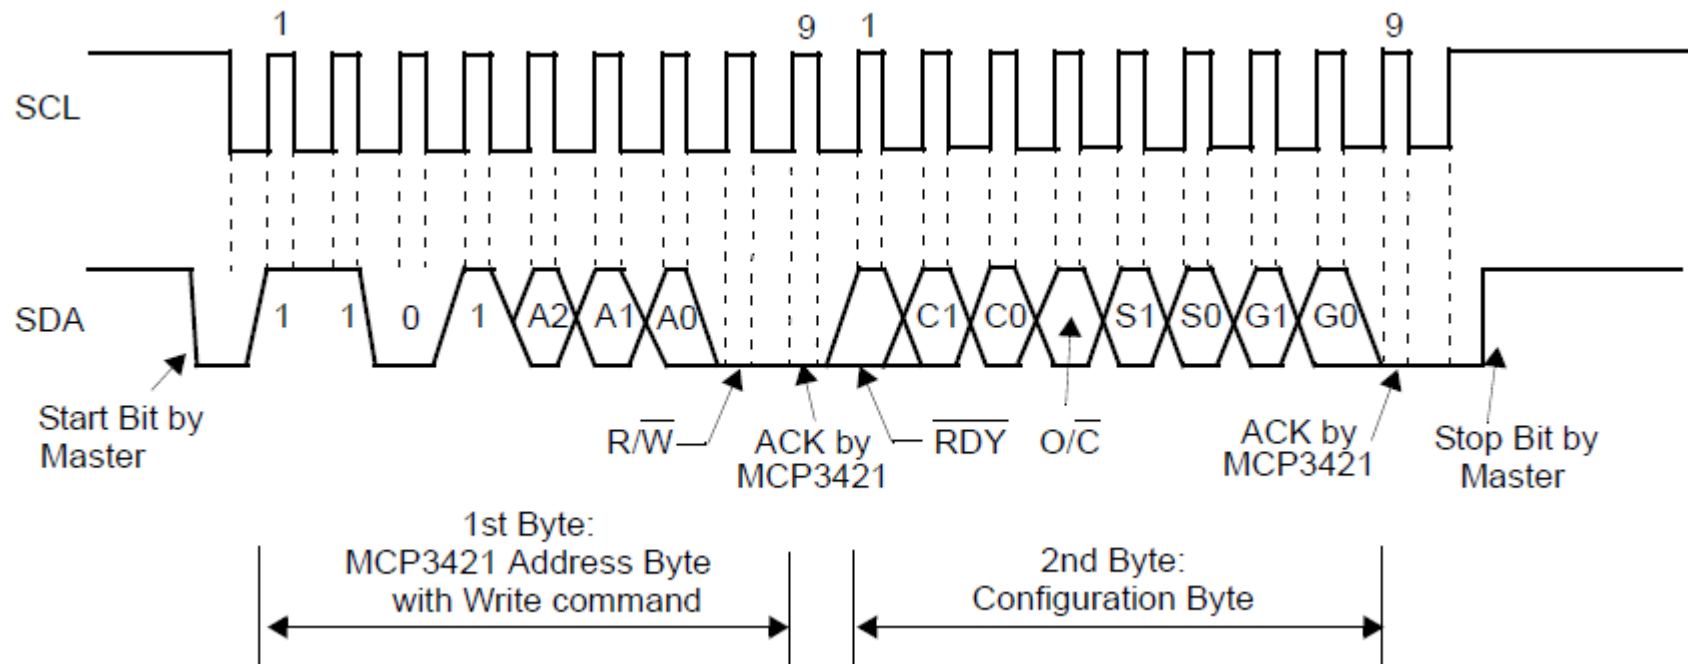 1 9 1 9
SCL
SDA
1 1 0 1 A2 A1 A0 C1 C0 S1 S0 G1 G0
Start Bit by
Master
R/W̅
ACK by
MCP3421
R̅D̅Y̅
O/C̅
ACK by
MCP3421
Stop Bit by
Master
1st Byte:
MCP3421 Address Byte
with Write command
2nd Byte:
Configuration Byte